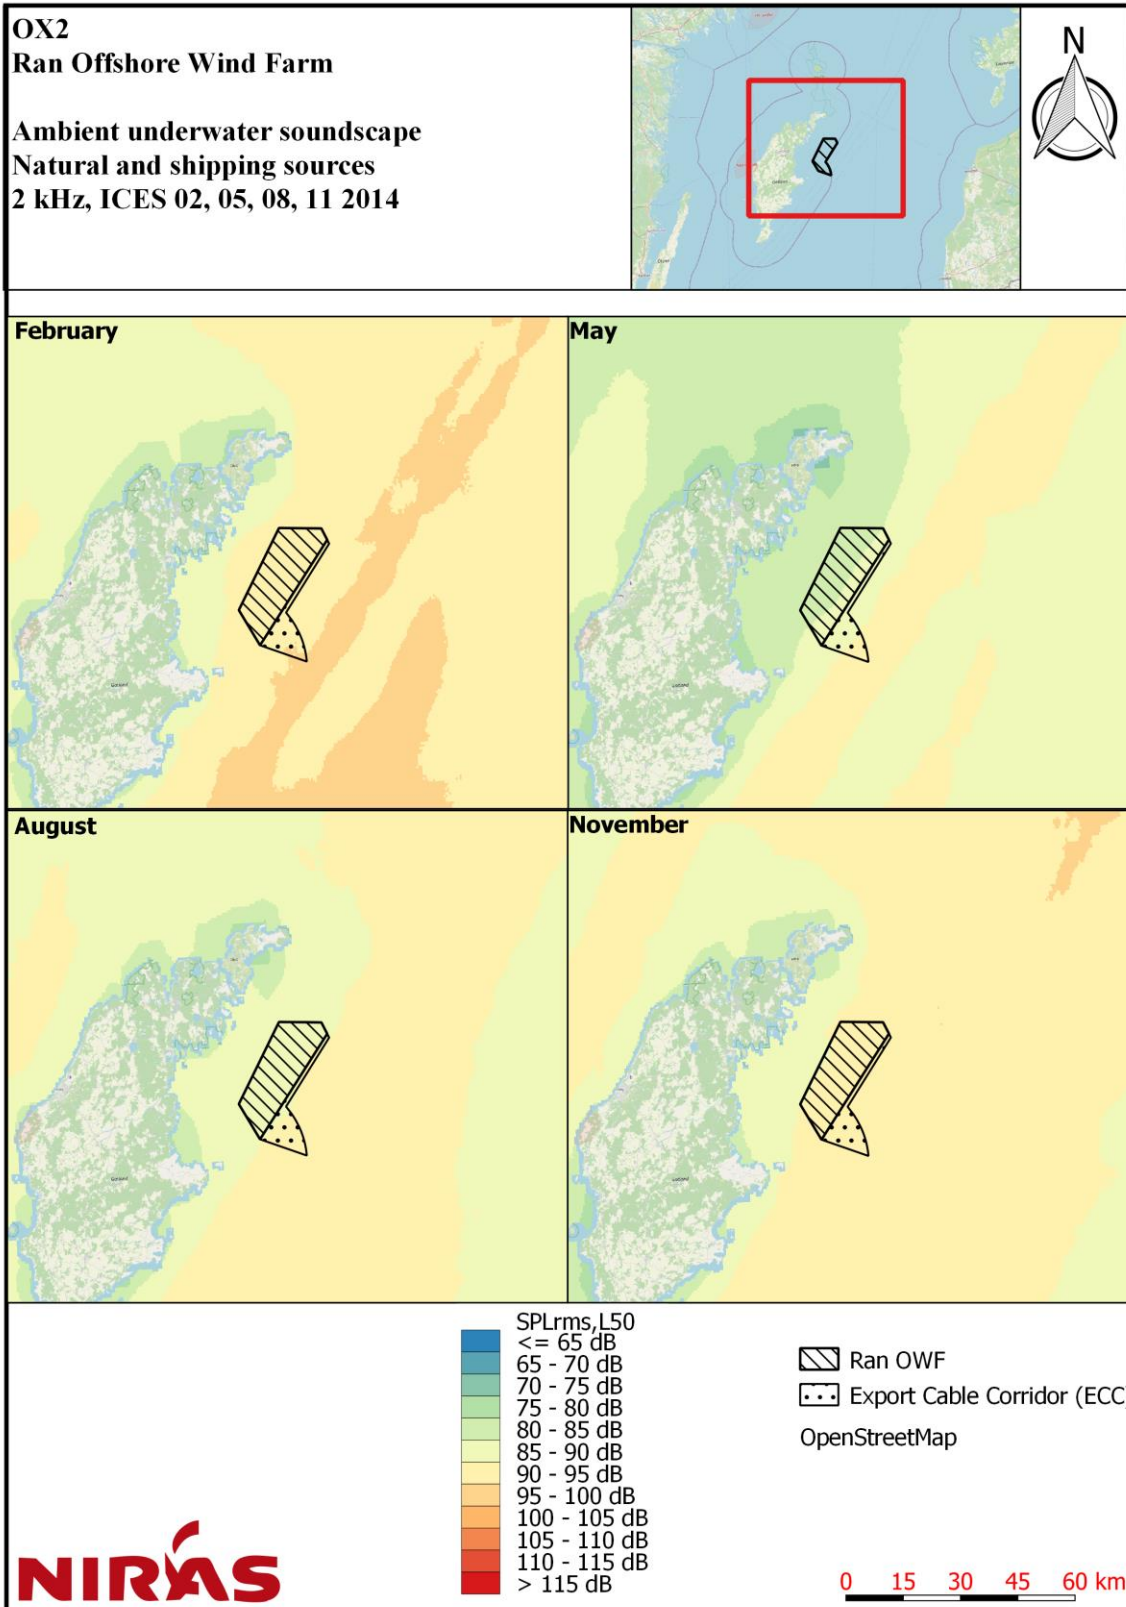 OX2
Ran Offshore Wind Farm
Ambient underwater soundscape
Natural and shipping sources
2 kHz, ICES 02, 05, 08, 11 2014
N
February
May
August
November
SPLrms,L50
<= 65 dB
65 - 70 dB
70 - 75 dB
75 - 80 dB
80 - 85 dB
85 - 90 dB
90 - 95 dB
95 - 100 dB
100 - 105 dB
105 - 110 dB
110 - 115 dB
> 115 dB
Ran OWF
Export Cable Corridor (ECC)
OpenStreetMap
NIRAS
0 15 30 45 60 km